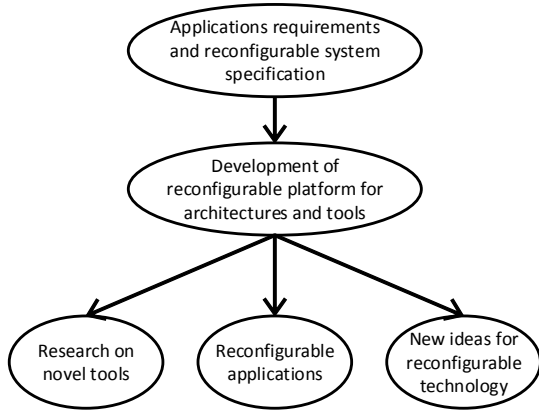 Applications requirements
and reconfigurable system
specification
Development of
reconfigurable platform for
architectures and tools
Research on
novel tools
Reconfigurable
applications
New ideas for
reconfigurable
technology